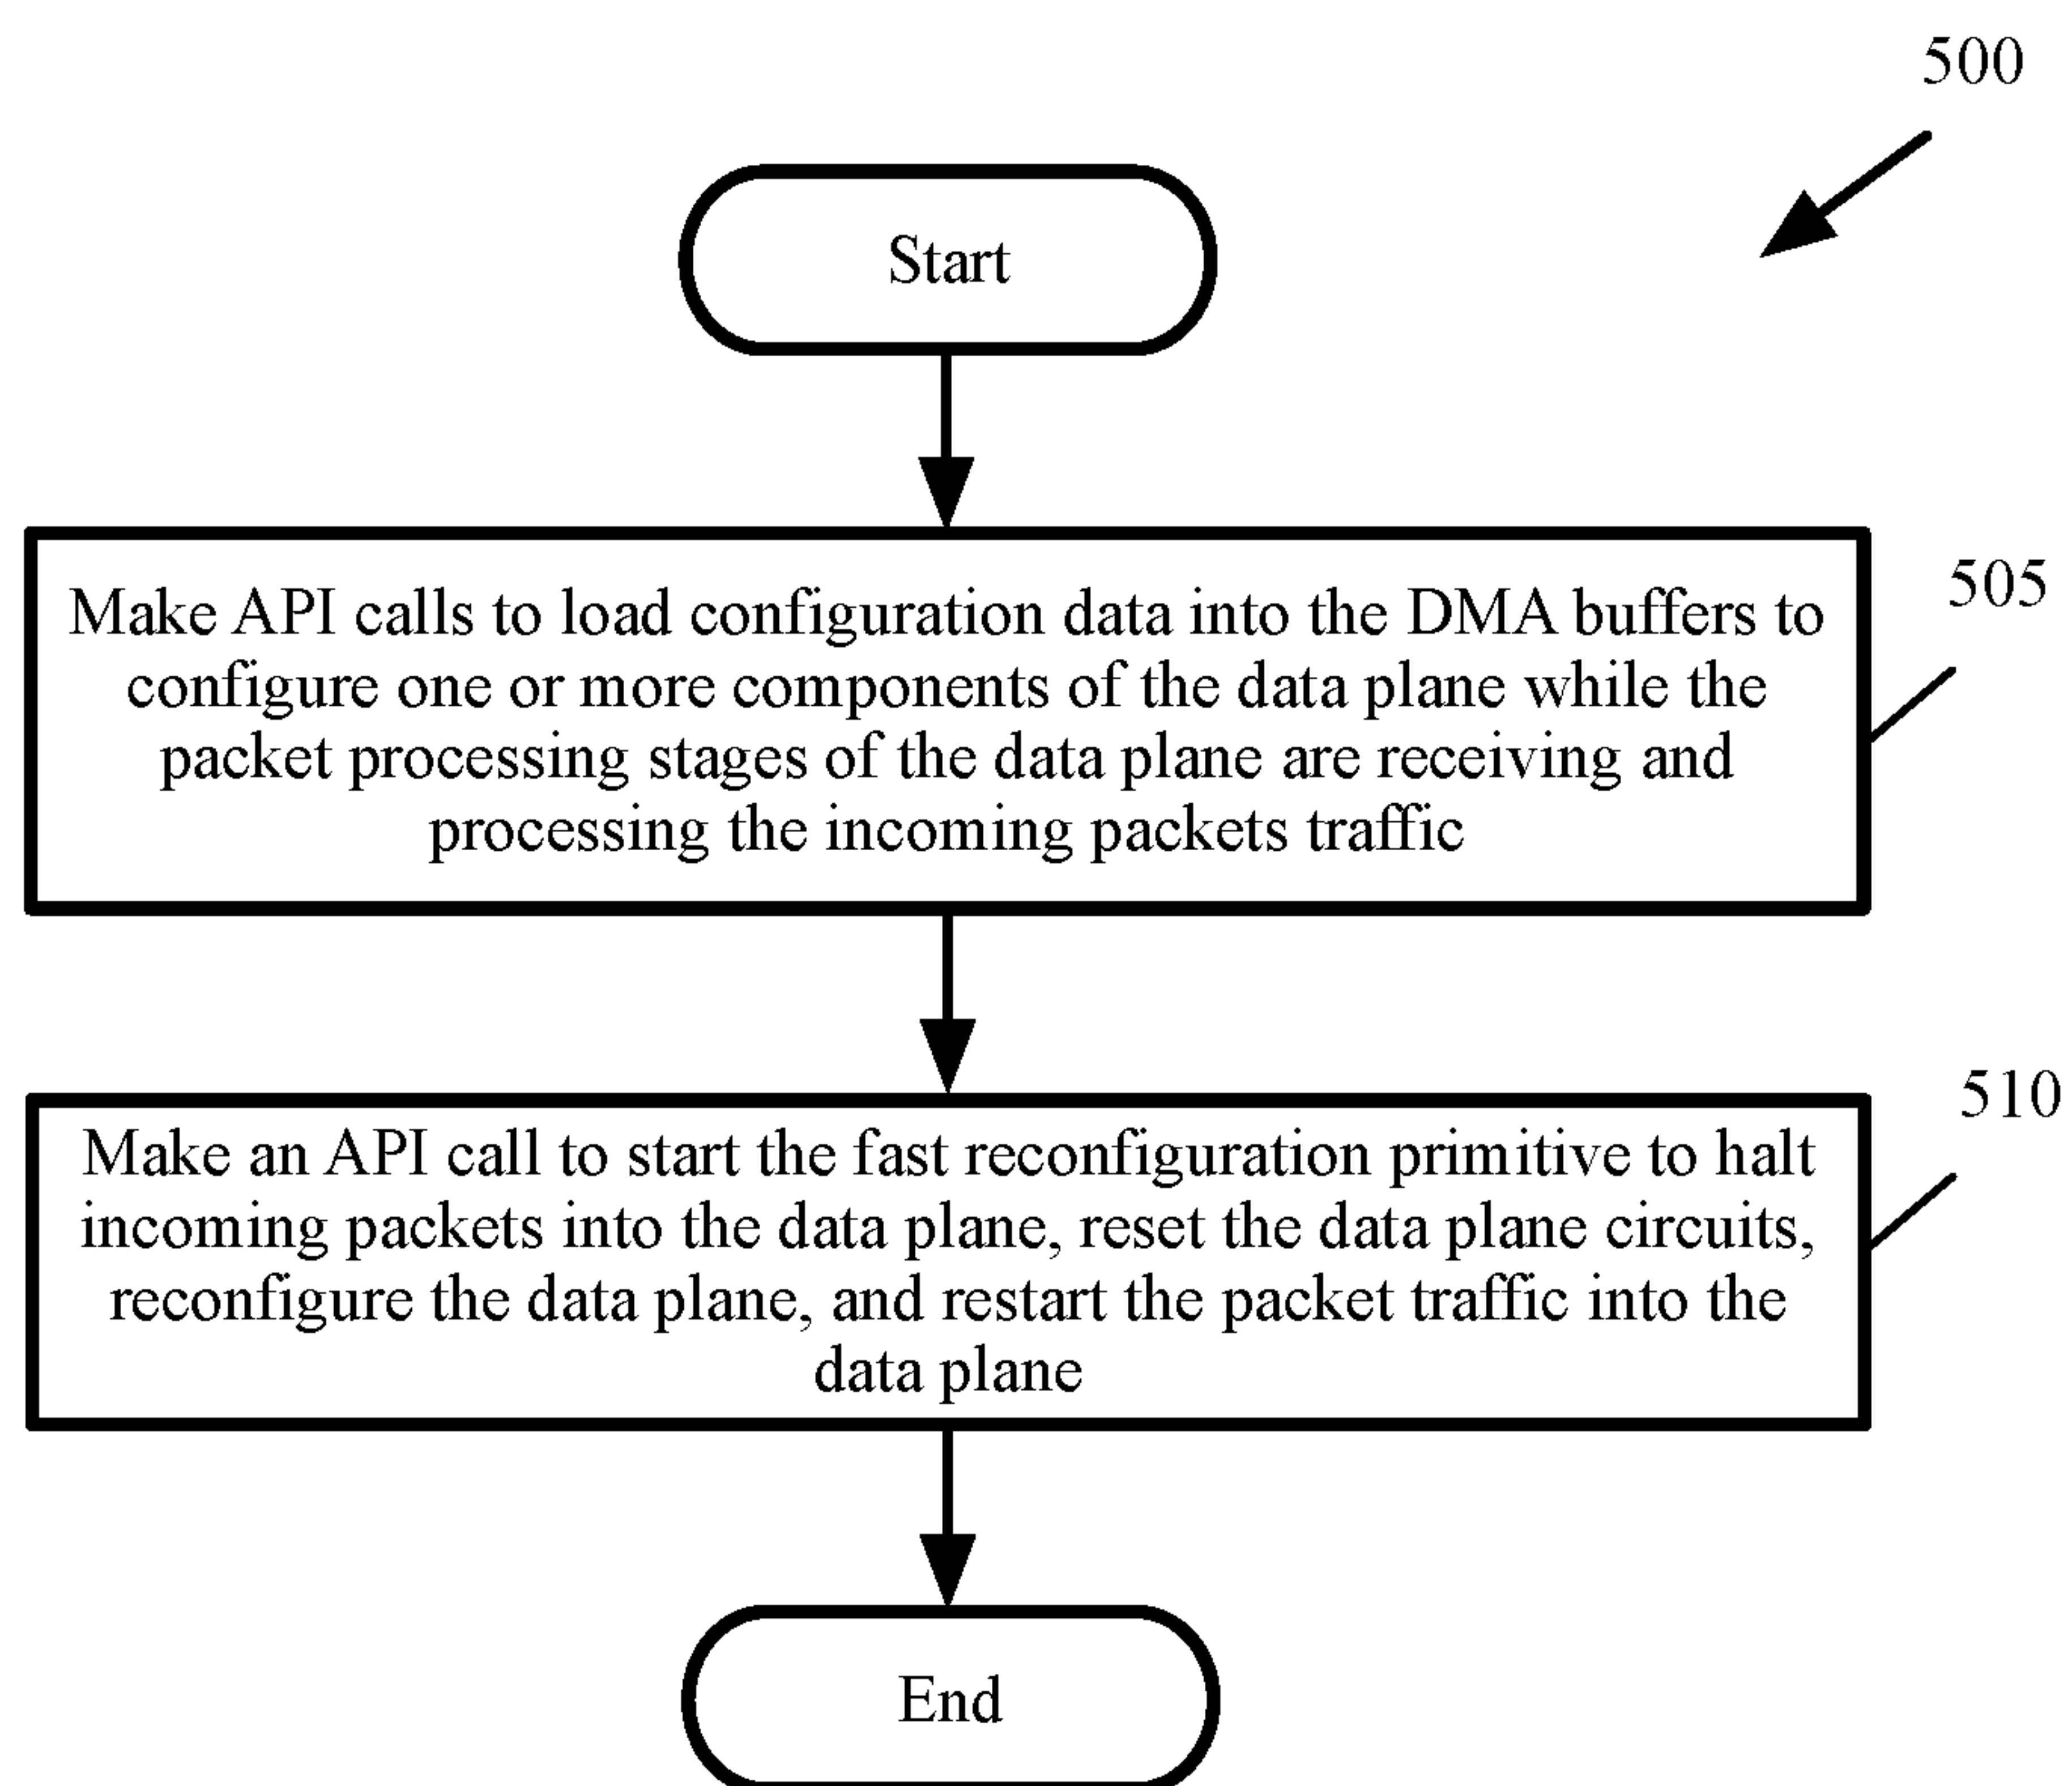 500
Start
Make API calls to load configuration data into the DMA buffers to
configure one or more components of the data plane while the
packet processing stages of the data plane are receiving and
processing the incoming packets traffic
505
Make an API call to start the fast reconfiguration primitive to halt
incoming packets into the data plane, reset the data plane circuits,
reconfigure the data plane, and restart the packet traffic into the
data plane
510
End